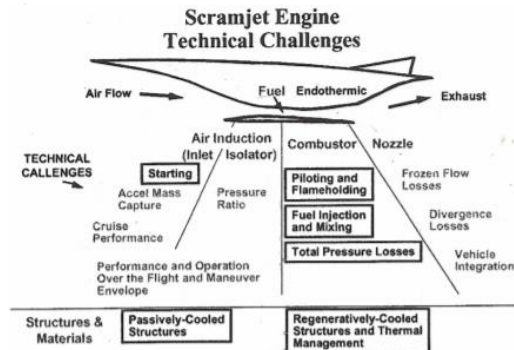 Scramjet Engine
Technical Challenges
Fuel Endothermic
Air Flow
Exhaust
Air Induction
(Inlet Isolator)
Combustor
Nozzle
TECHNICAL
CALLENGES
Starting
Accel Mass
Capture
Cruise
Performance
Pressure
Ratio
Performance and Operation
Over the Flight and Maneuver
Envelope
Piloting and
Flameholding
Fuel Injection
and Mixing
Total Pressure Losses
Frozen Flow
Losses
Divergence
Losses
Vehicle
Integration
Structures &
Materials
Passively-Cooled
Structures
Regeneratively-Cooled
Structures and Thermal
Management